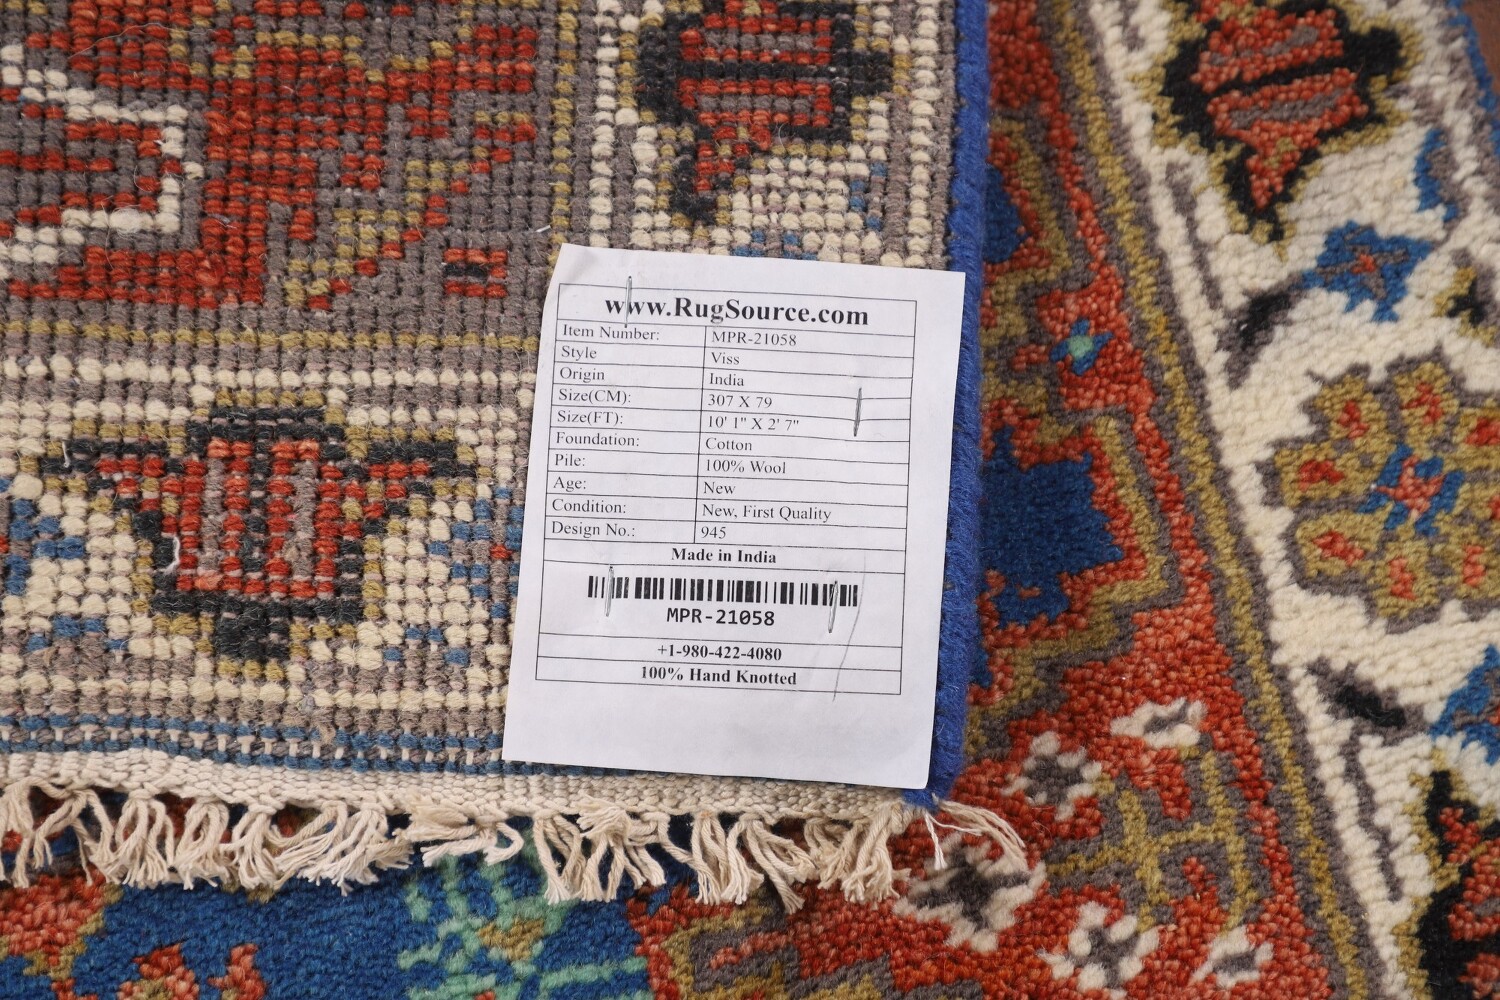 www.RugSource.com
Item Number: MPR-21058
Style Viss
Origin India
Size(CM): 307 X 79
Size(FT): 10' 1" X 2' 7"
Foundation: Cotton
Pile: 100% Wool
Age: New
Condition: New, First Quality
Design No.: 945
Made in India
MPR-21058
+1-980-422-4080
100% Hand Knotted